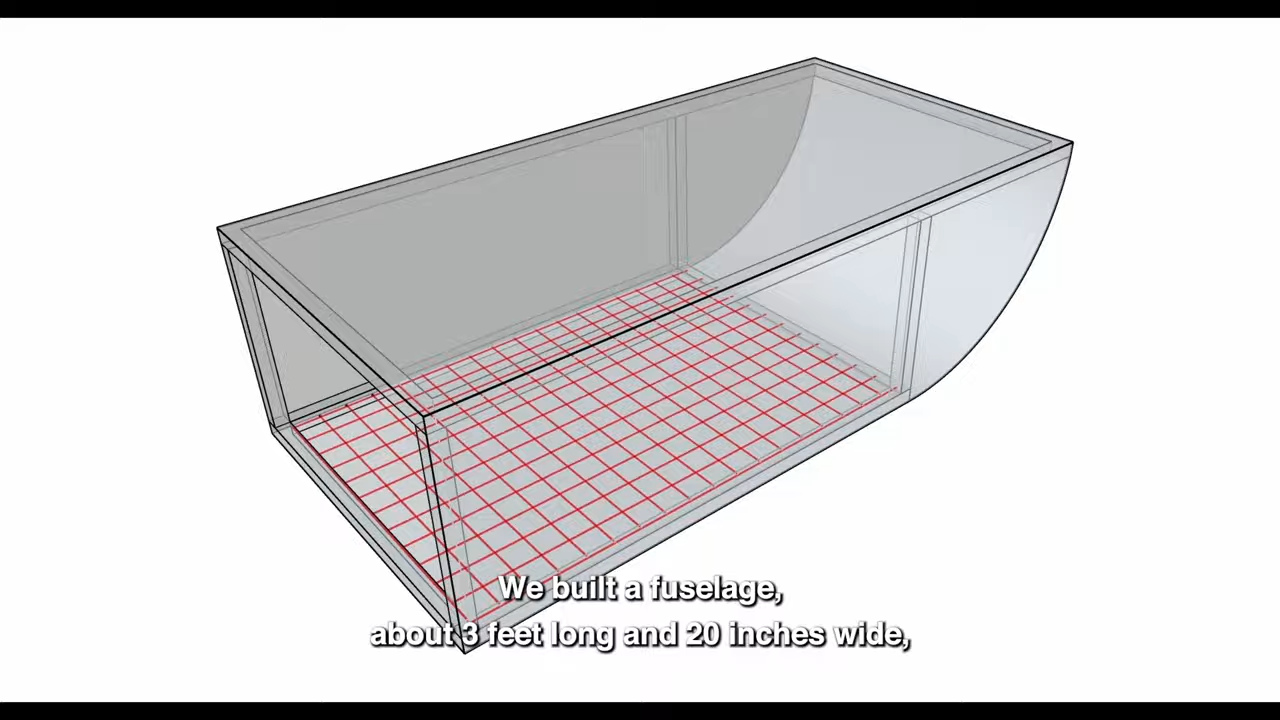 We built a fuselage,
about 3 feet long and 20 inches wide,